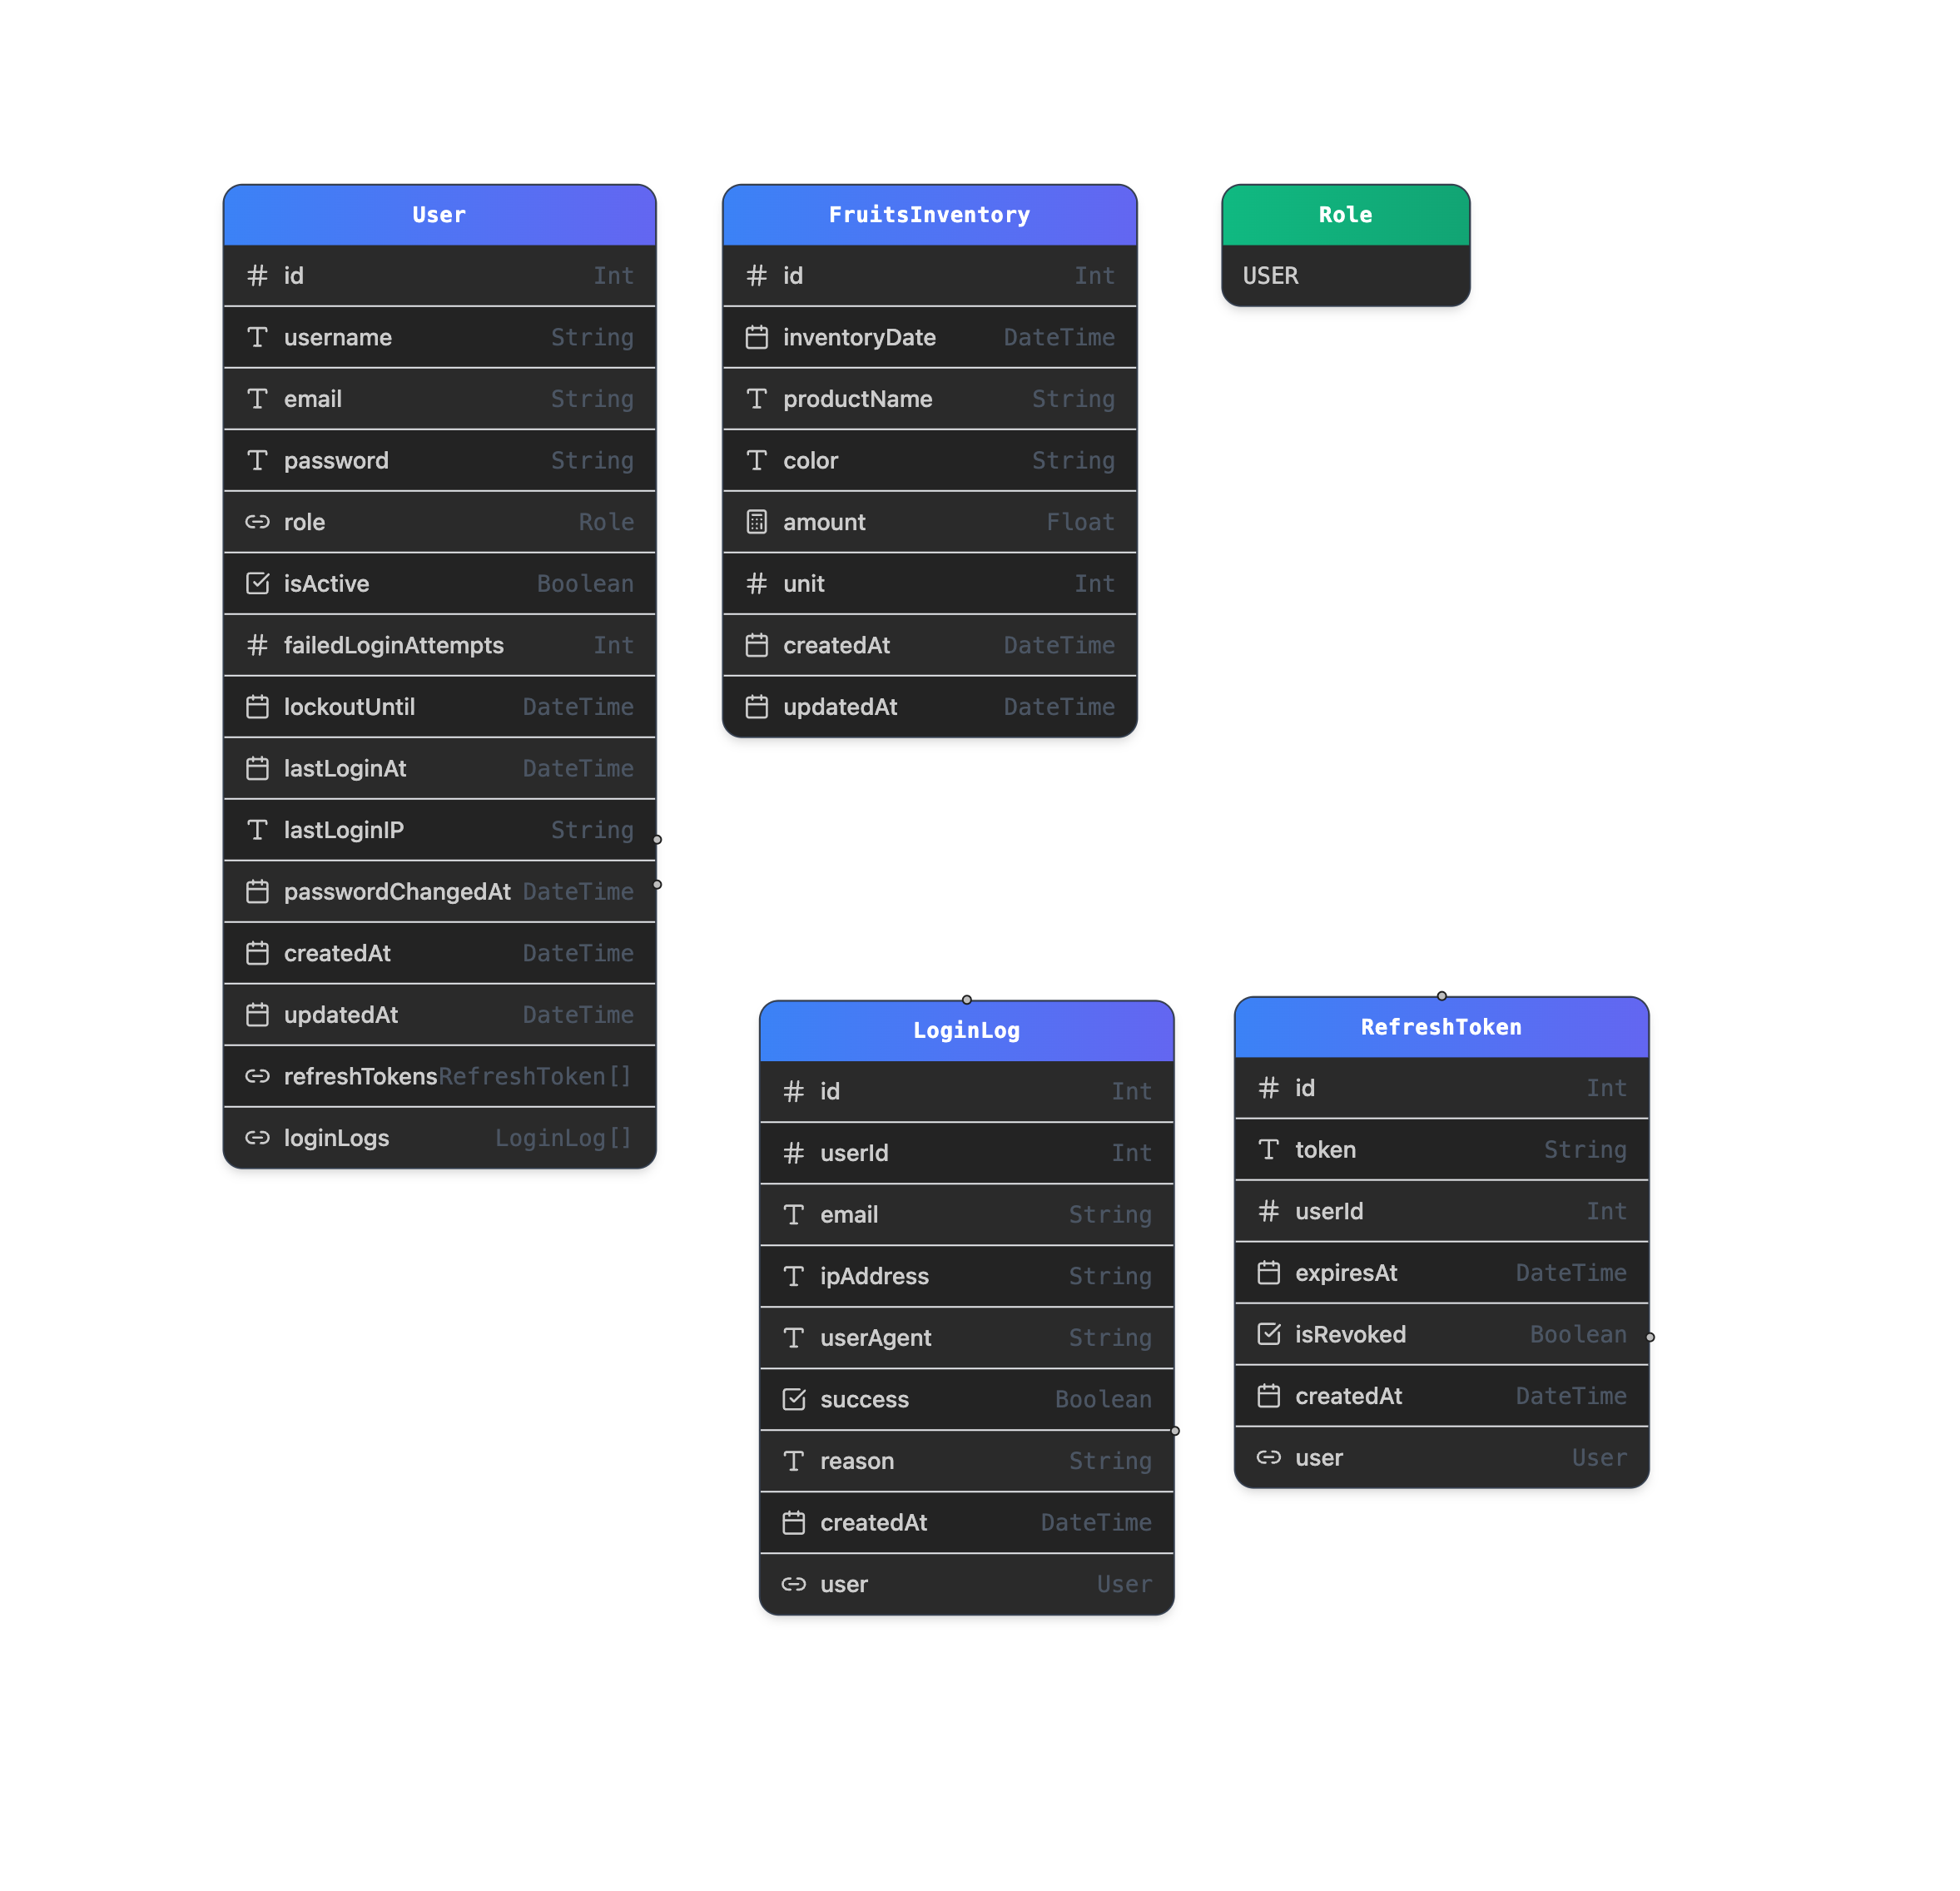 User
id Int
username String
email String
password String
role Role
isActive Boolean
failedLoginAttempts Int
lockoutUntil DateTime
lastLoginAt DateTime
lastLoginIP String
passwordChangedAt DateTime
createdAt DateTime
updatedAt DateTime
refreshTokens RefreshToken[]
loginLogs LoginLog[]
FruitsInventory
id Int
inventoryDate DateTime
productName String
color String
amount Float
unit Int
createdAt DateTime
updatedAt DateTime
Role
USER
LoginLog
id Int
userId Int
email String
ipAddress String
userAgent String
success Boolean
reason String
createdAt DateTime
user User
RefreshToken
id Int
token String
userId Int
expiresAt DateTime
isRevoked Boolean
createdAt DateTime
user User